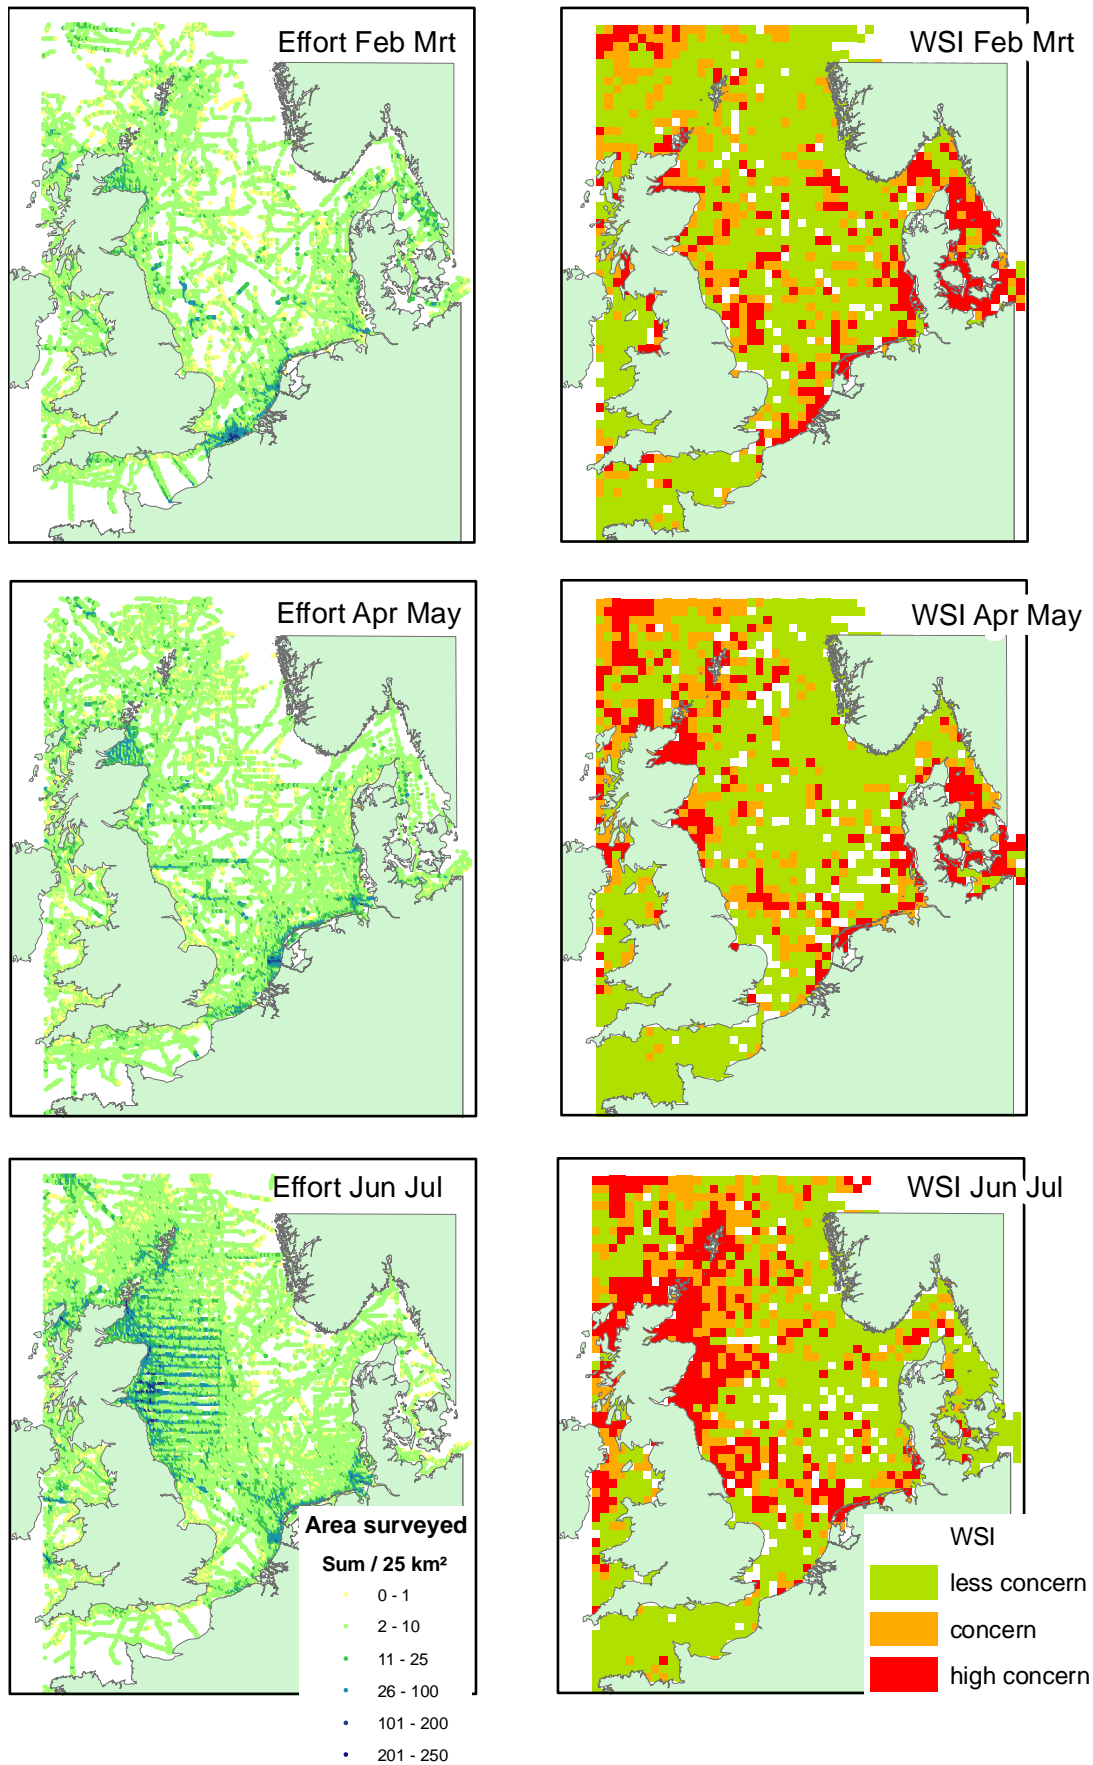 Effort Feb Mrt
WSI Feb Mrt
Effort Apr May
WSI Apr May
Effort Jun Jul
WSI Jun Jul
Area surveyed
Sum / 25 km²
0 - 1
2 - 10
11 - 25
26 - 100
101 - 200
201 - 250
WSI
less concern
concern
high concern